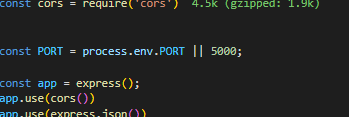 const cors = require('cors') 4.5k (gzipped: 1.9k)
const PORT = process.env.PORT || 5000;
const app = express();
app.use(cors())
app.use(express.json())